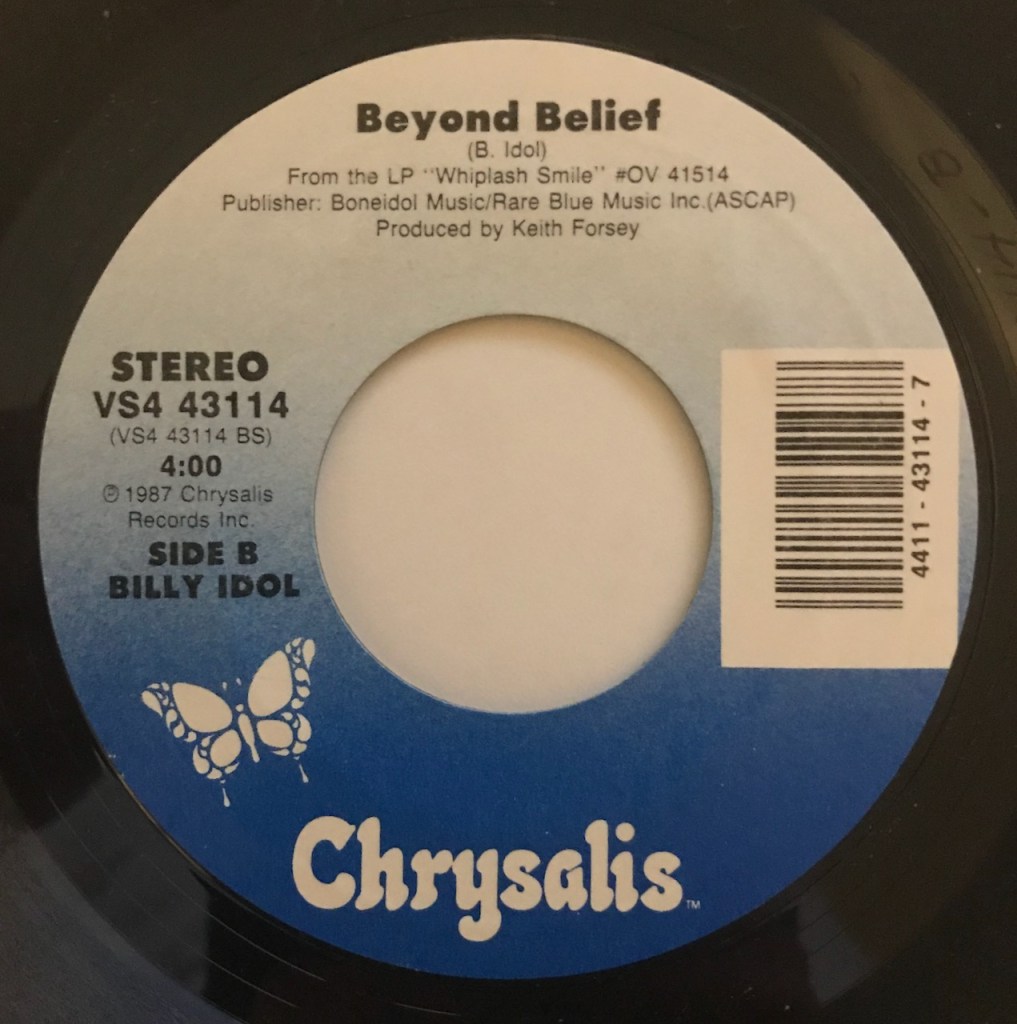 Beyond Belief
(B. Idol)
From the LP "Whiplash Smile" #OV 41514
Publisher: Boneidol Music/Rare Blue Music Inc.(ASCAP)
Produced by Keith Forsey
STEREO
VS4 43114
(VS4 43114 BS)
4:00
℗ 1987 Chrysalis
Records Inc.
SIDE B
BILLY IDOL
4411 - 43114 - 7
Chrysalis™